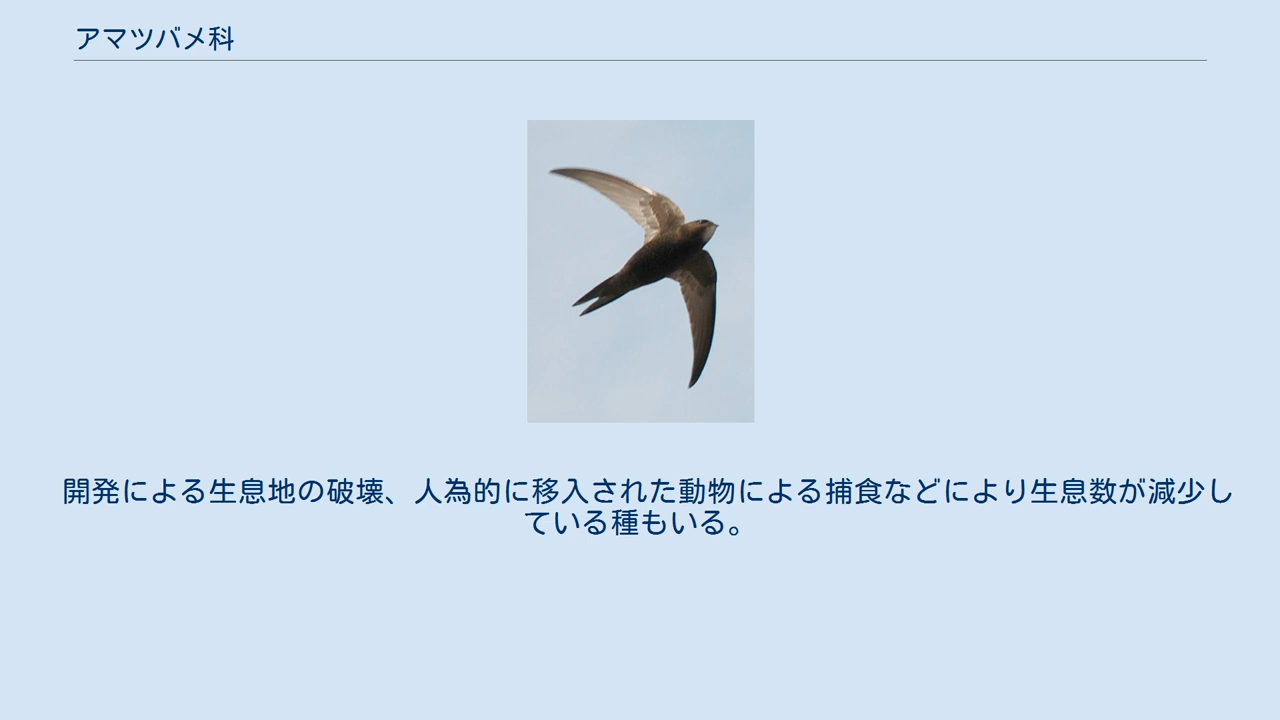 アマツバメ科
開発による生息地の破壊、人為的に移入された動物による捕食などにより生息数が減少し
ている種もいる。